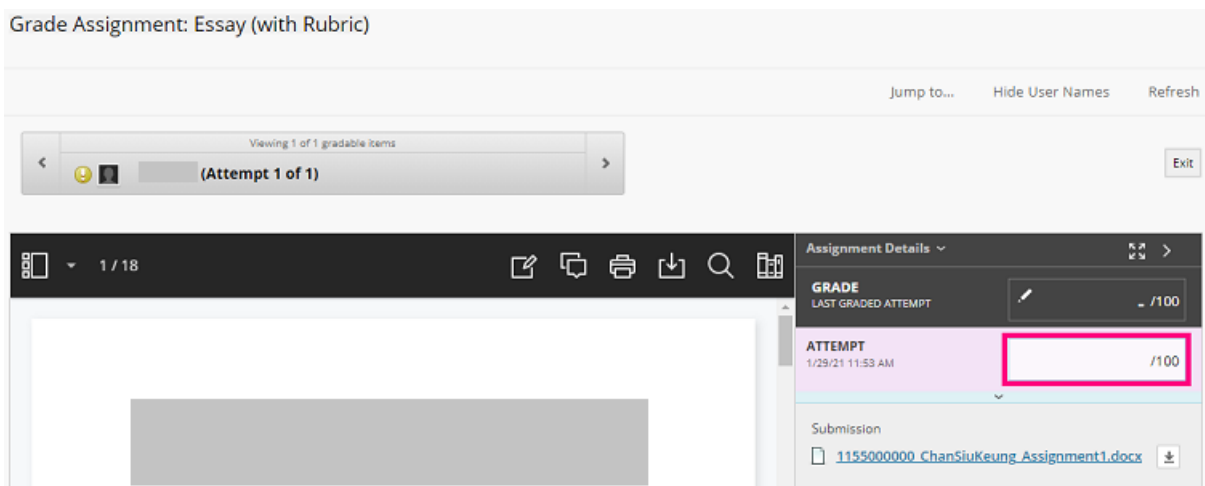 Grade Assignment: Essay (with Rubric)
Jump to... Hide User Names Refresh
Viewing 1 of 1 gradable items
(Attempt 1 of 1)
Exit
1 / 18
Assignment Details
GRADE
LAST GRADED ATTEMPT
- /100
ATTEMPT
1/29/21 11:53 AM
/100
Submission
1155000000_ChanSiuKeung_Assignment1.docx